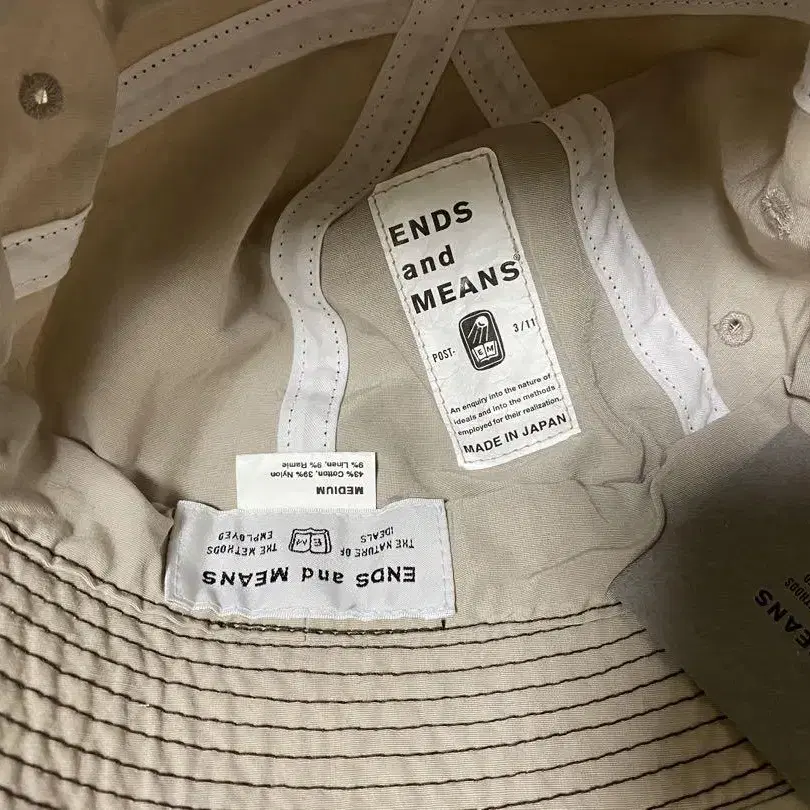 ENDS
and
MEANS®
POST- 3/11
E M
An enquiry into the nature of
ideals and into the methods
employed for their realization.
MADE IN JAPAN
MEDIUM
43% Cotton, 39% Nylon
9% Linen, 9% Ramie
ENDS and MEANS
THE NATURE OF IDEALS
E M
THE METHODS EMPLOYED
MEANS